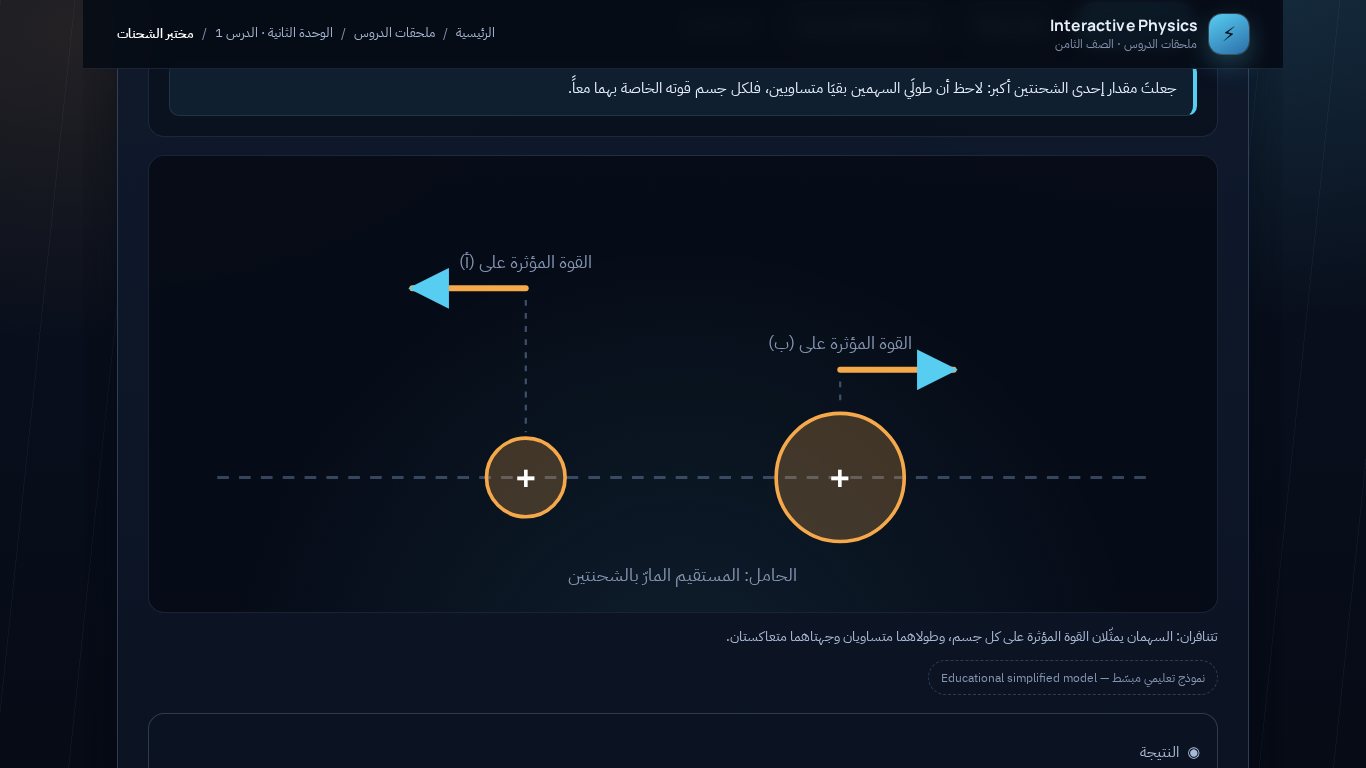 Interactive Physics
ملحقات الدروس · الصف الثامن
الرئيسية / ملحقات الدروس / الوحدة الثانية · الدرس 1 / مختبر الشحنات
جعلتَ مقدار إحدى الشحنتين أكبر: لاحظ أن طولَي السهمين بقيَا متساويين، فلكل جسم قوته الخاصة بهما معاً.
القوة المؤثرة على (أ)
القوة المؤثرة على (ب)
+ +
الحامل: المستقيم المارّ بالشحنتين
تتنافران: السهمان يمثّلان القوة المؤثرة على كل جسم، وطولاهما متساويان وجهتاهما متعاكستان.
نموذج تعليمي مبسّط — Educational simplified model
◉ النتيجة